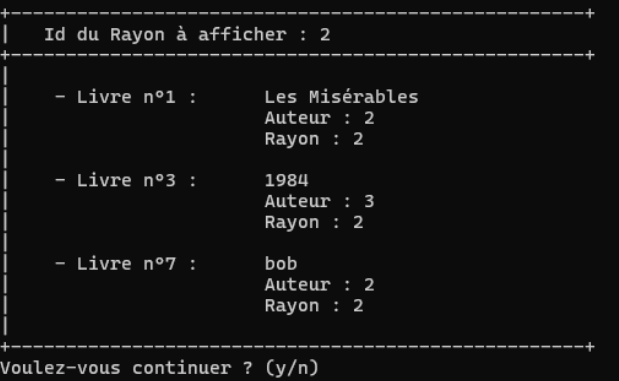 +------------------------------------------------------+
|   Id du Rayon à afficher : 2
+------------------------------------------------------+
|
|    - Livre n°1 :      Les Misérables
|                       Auteur : 2
|                       Rayon : 2
|
|    - Livre n°3 :      1984
|                       Auteur : 3
|                       Rayon : 2
|
|    - Livre n°7 :      bob
|                       Auteur : 2
|                       Rayon : 2
|
+------------------------------------------------------+
Voulez-vous continuer ? (y/n)